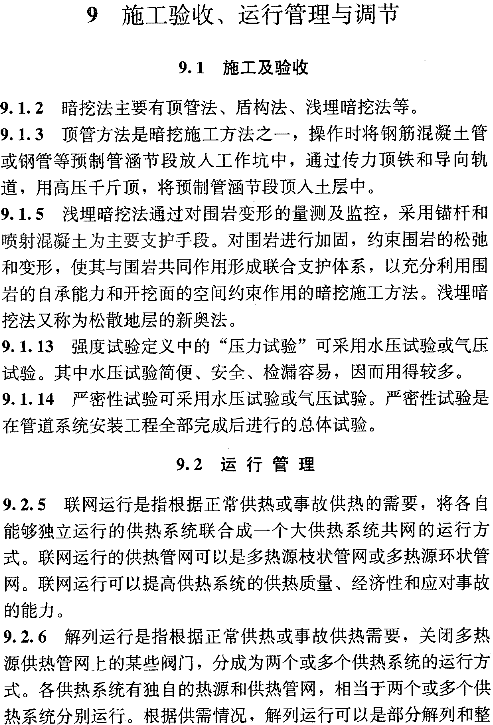 9 施工验收、运行管理与调节
9.1 施工及验收
9.1.2 暗挖法主要有顶管法、盾构法、浅埋暗挖法等。
9.1.3 顶管方法是暗挖施工方法之一，操作时将钢筋混凝土管
或钢管等预制管涵节段放人工作坑中，通过传力顶铁和导向轨
道，用高压千斤顶，将预制管涵节段顶人土层中。
9.1.5 浅埋暗挖法通过对围岩变形的量测及监控，采用锚杆和
喷射混凝土为主要支护手段。对围岩进行加固，约束围岩的松弛
和变形，使其与围岩共同作用形成联合支护体系，以充分利用围
岩的自承能力和开挖面的空间约束作用的暗挖施工方法。浅埋暗
挖法又称为松散地层的新奥法。
9.1.13 强度试验定义中的“压力试验”可采用水压试验或气压
试验。其中水压试验简便、安全、检漏容易，因而用得较多。
9.1.14 严密性试验可采用水压试验或气压试验。严密性试验是
在管道系统安装工程全部完成后进行的总体试验。
9.2 运行管理
9.2.5 联网运行是指根据正常供热或事故供热的需要，将各自
能够独立运行的供热系统联合成一个大供热系统共网的运行方
式。联网运行的供热管网可以是多热源枝状管网或多热源环状管
网。联网运行可以提高供热系统的供热质量、经济性和应对事故
的能力。
9.2.6 解列运行是指根据正常供热或事故供热需要，关闭多热
源供热管网上的某些阀门，分成为两个或多个供热系统的运行方
式。各供热系统有独自的热源和供热管网，相当于两个或多个供
热系统分别运行。根据供需情况，解列运行可以是部分解列和整